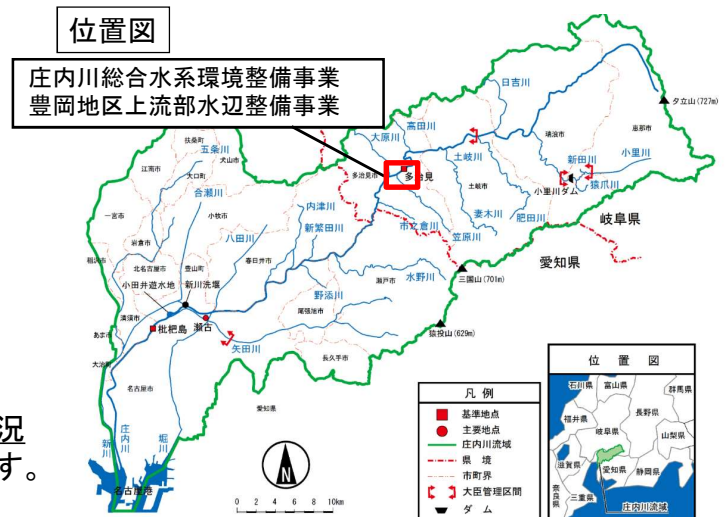 位置図
庄内川総合水系環境整備事業
豊岡地区上流部水辺整備事業
日吉川
夕立山(727m)
高田川
大原川
瑞浪市
恵那市
扶桑町
五条川
犬山市
江南市
大口町
土岐川
新田川
小里川
多治見市
多治見
合瀬川
土岐市
猿爪川
小里川ダム
内津川
妻木川
肥田川
岐阜県
一宮市
小牧市
八田川
新繁田川
市之倉川
笠原川
岩倉市
愛知県
稲沢市
北名古屋市
豊山町
春日井市
水野川
三国山(701m)
小田井遊水地
新川洗堰
瀬戸市
清須市
野添川
あま市
枇杷島
瀬古
尾張旭市
猿投山(629m)
大治町
矢田川
長久手市
名古屋市
愛知県
況
す。
新川
庄内川
堀川
名古屋港
N
0 2 4 6 8 10km
凡例
基準地点
主要地点
庄内川流域
県境
市町界
大臣管理区間
ダム
位置図
石川県
富山県
群馬県
福井県
長野県
岐阜県
山梨県
滋賀県
愛知県
静岡県
奈良県
三重県
庄内川流域